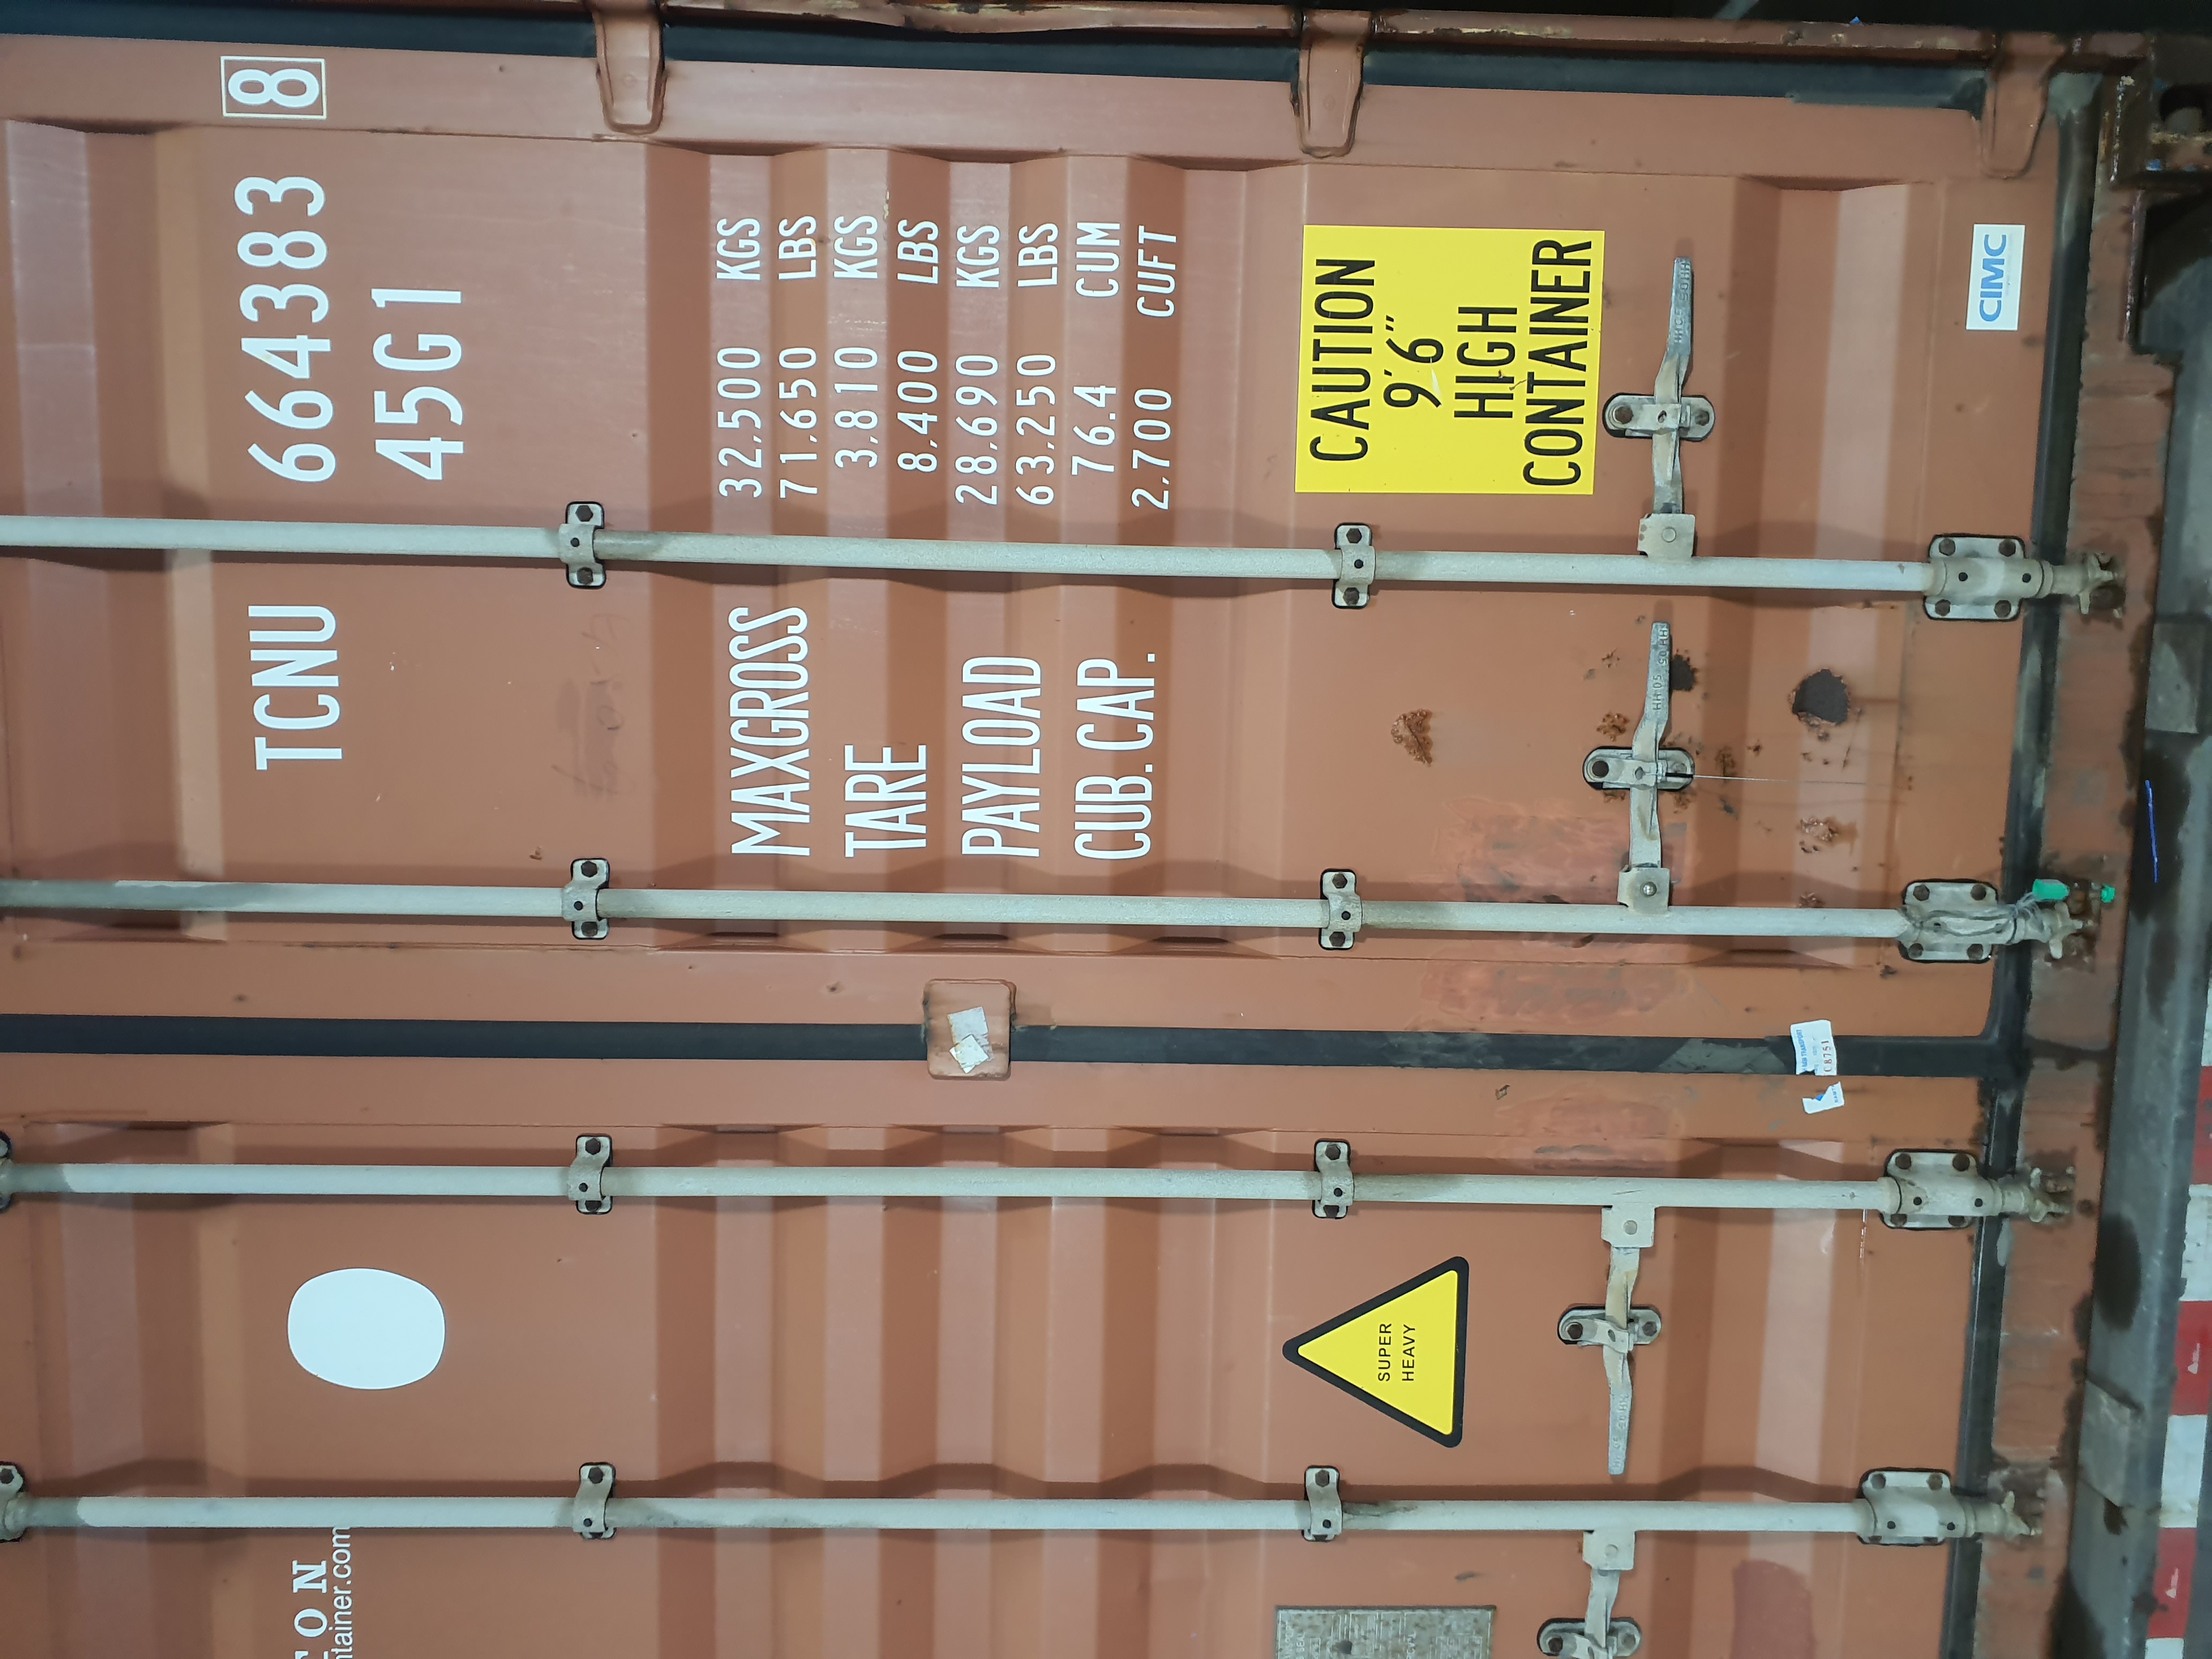 TCNU 664383 8
45G1
MAXGROSS 32,500 KGS
71,650 LBS
TARE 3,810 KGS
8,400 LBS
PAYLOAD 28,690 KGS
63,250 LBS
CUB. CAP. 76.4 CUM
2,700 CUFT
CAUTION
9'6"
HIGH
CONTAINER
CIMC
SUPER
HEAVY